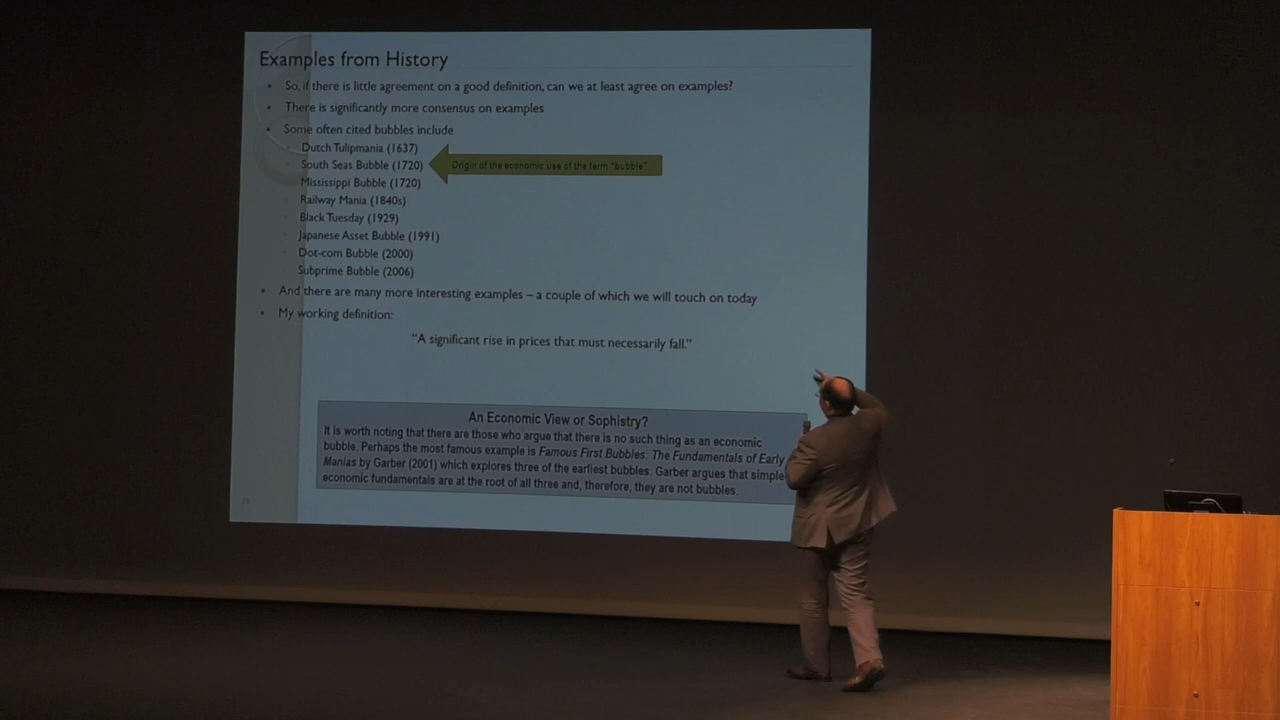 Examples from History
So, if there is little agreement on a good definition, can we at least agree on examples?
There is significantly more consensus on examples
Some often cited bubbles include
Dutch Tulipmania (1637)
South Seas Bubble (1720)
Origin of the economic use of the term "bubble"
Mississippi Bubble (1720)
Railway Mania (1840s)
Black Tuesday (1929)
Japanese Asset Bubble (1991)
Dot-com Bubble (2000)
Subprime Bubble (2006)
And there are many more interesting examples – a couple of which we will touch on today
My working definition:
"A significant rise in prices that must necessarily fall."
An Economic View or Sophistry?
It is worth noting that there are those who argue that there is no such thing as an economic
bubble. Perhaps the most famous example is Famous First Bubbles: The Fundamentals of Early
Manias by Garber (2001) which explores three of the earliest bubbles. Garber argues that simple
economic fundamentals are at the root of all three and, therefore, they are not bubbles.